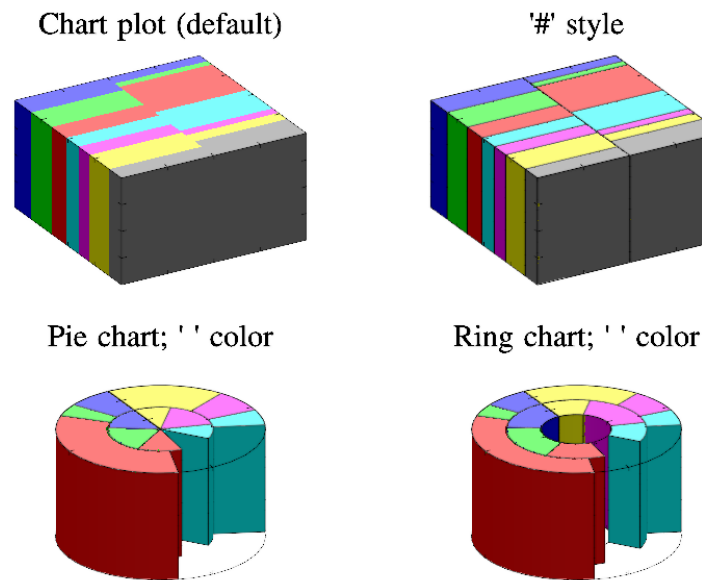 Chart plot (default)
'#' style
Pie chart; ' ' color
Ring chart; ' ' color